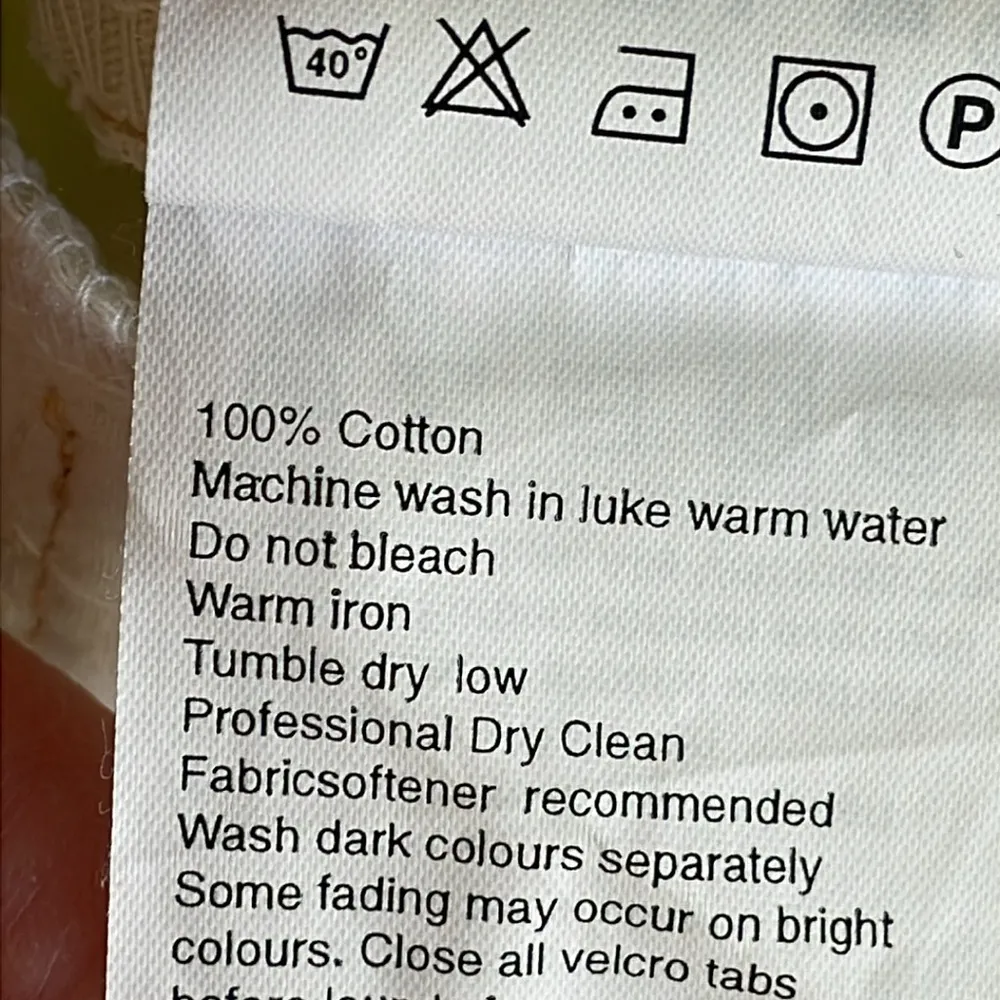 40°
P
100% Cotton
Machine wash in luke warm water
Do not bleach
Warm iron
Tumble dry low
Professional Dry Clean
Fabricsoftener recommended
Wash dark colours separately
Some fading may occur on bright
colours. Close all velcro tabs
before